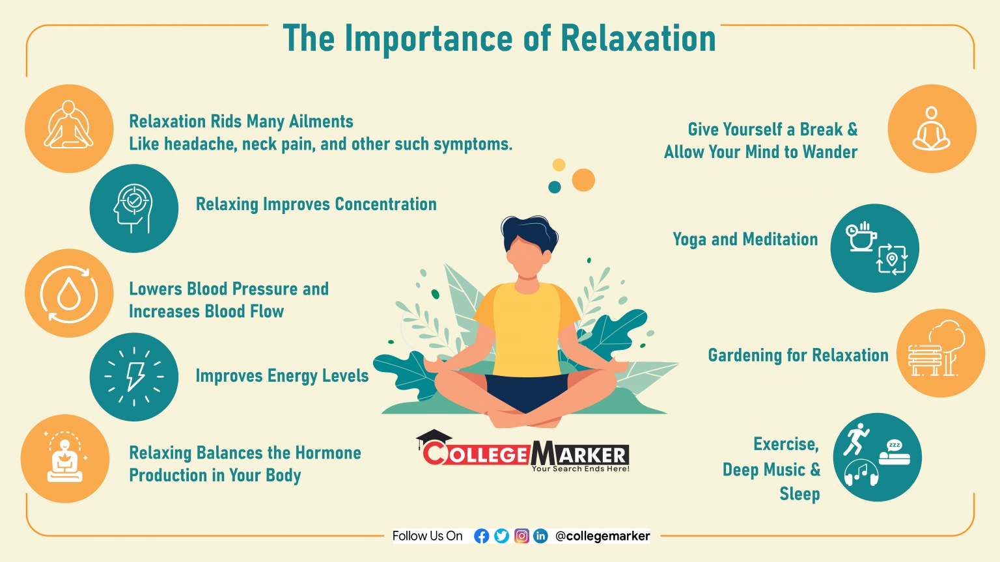 The Importance of Relaxation
Relaxation Rids Many Ailments
Like headache, neck pain, and other such symptoms.
Relaxing Improves Concentration
Lowers Blood Pressure and
Increases Blood Flow
Improves Energy Levels
Relaxing Balances the Hormone
Production in Your Body
Give Yourself a Break &
Allow Your Mind to Wander
Yoga and Meditation
Gardening for Relaxation
Exercise,
Deep Music &
Sleep
zzz
COLLEGE MARKER
Your Search Ends Here!
Follow Us On @collegemarker